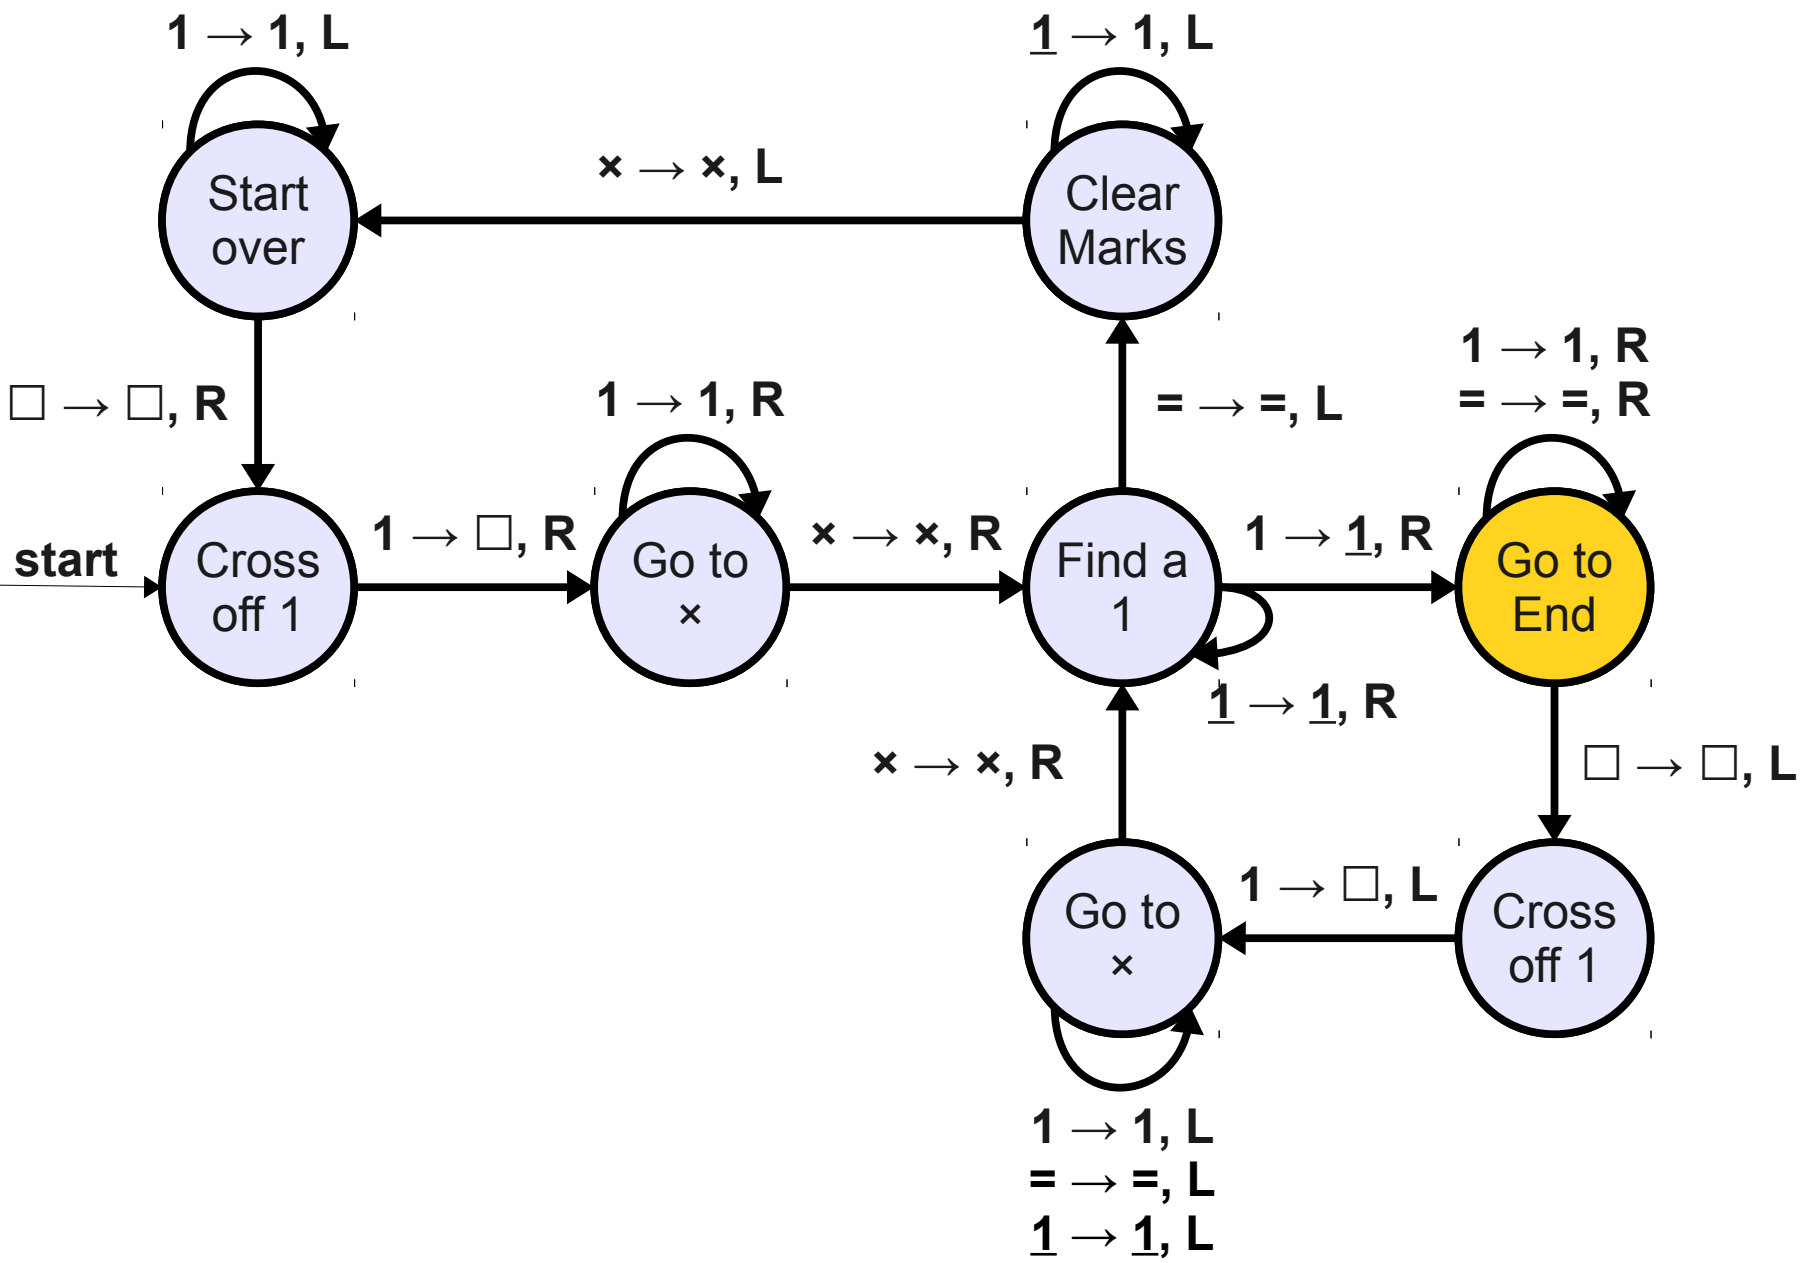 1 → 1, L
1̲ → 1, L
Start
over
× → ×, L
Clear
Marks
□ → □, R
1 → 1, R
= → =, L
1 → 1, R
= → =, R
start
Cross
off 1
1 → □, R
Go to
×
× → ×, R
Find a
1
1 → 1̲, R
Go to
End
1̲ → 1̲, R
× → ×, R
□ → □, L
Go to
×
1 → □, L
Cross
off 1
1 → 1, L
= → =, L
1̲ → 1̲, L